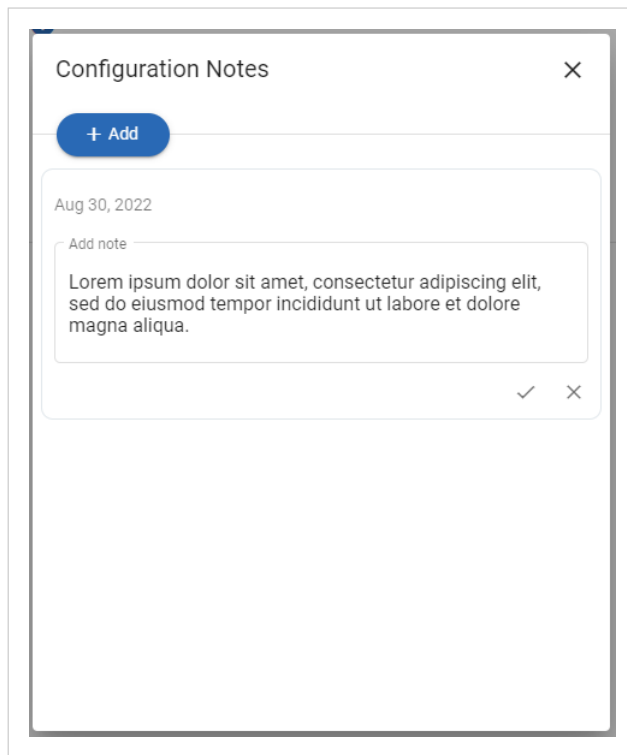 Configuration Notes
+ Add
Aug 30, 2022
Add note
Lorem ipsum dolor sit amet, consectetur adipiscing elit,
sed do eiusmod tempor incididunt ut labore et dolore
magna aliqua.